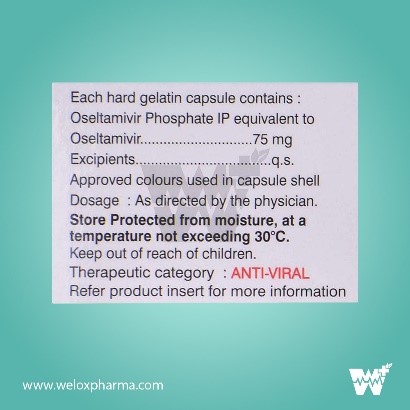 Each hard gelatin capsule contains :
Oseltamivir Phosphate IP equivalent to
Oseltamivir............................75 mg
Excipients..................................q.s.
Approved colours used in capsule shell
Dosage : As directed by the physician.
Store Protected from moisture, at a
temperature not exceeding 30°C.
Keep out of reach of children.
Therapeutic category : ANTI-VIRAL
Refer product insert for more information
www.weloxpharma.com
W